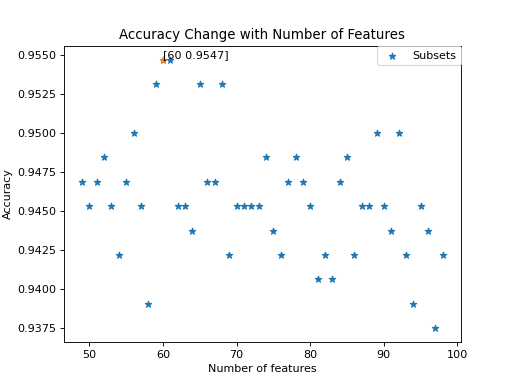 Accuracy Change with Number of Features
[60 0.9547]
Subsets
0.9550
0.9525
0.9500
0.9475
0.9450
0.9425
0.9400
0.9375
Accuracy
50 60 70 80 90 100
Number of features